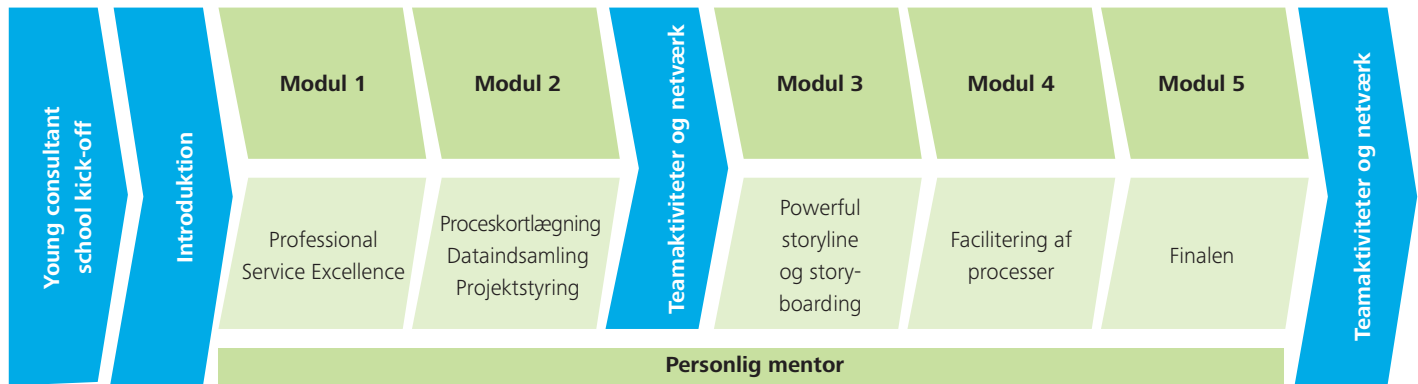 Young consultant
school kick-off
Introduktion
Modul 1
Professional
Service Excellence
Modul 2
Proceskortlægning
Dataindsamling
Projektstyring
Teamaktiviteter og netværk
Modul 3
Powerful
storyline
og story-
boarding
Modul 4
Facilitering af
processer
Modul 5
Finalen
Teamaktiviteter og netværk
Personlig mentor